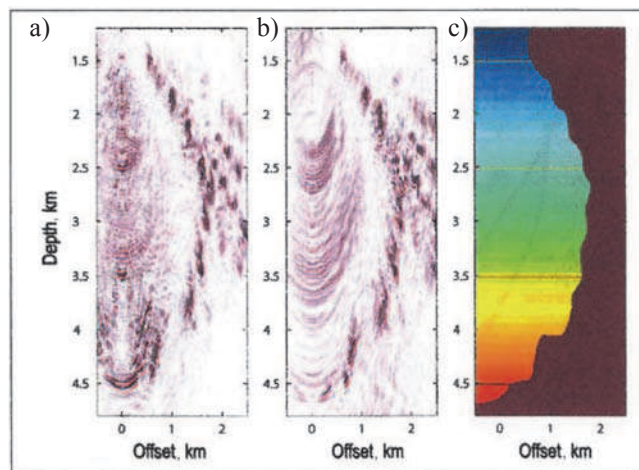 a) b) c)
Depth, km
1.5 1.5 1.5
2 2 2
2.5 2.5 2.5
3 3 3
3.5 3.5 3.5
4 4 4
4.5 4.5 4.5
0 1 2 0 1 2 0 1 2
Offset, km Offset, km Offset, km